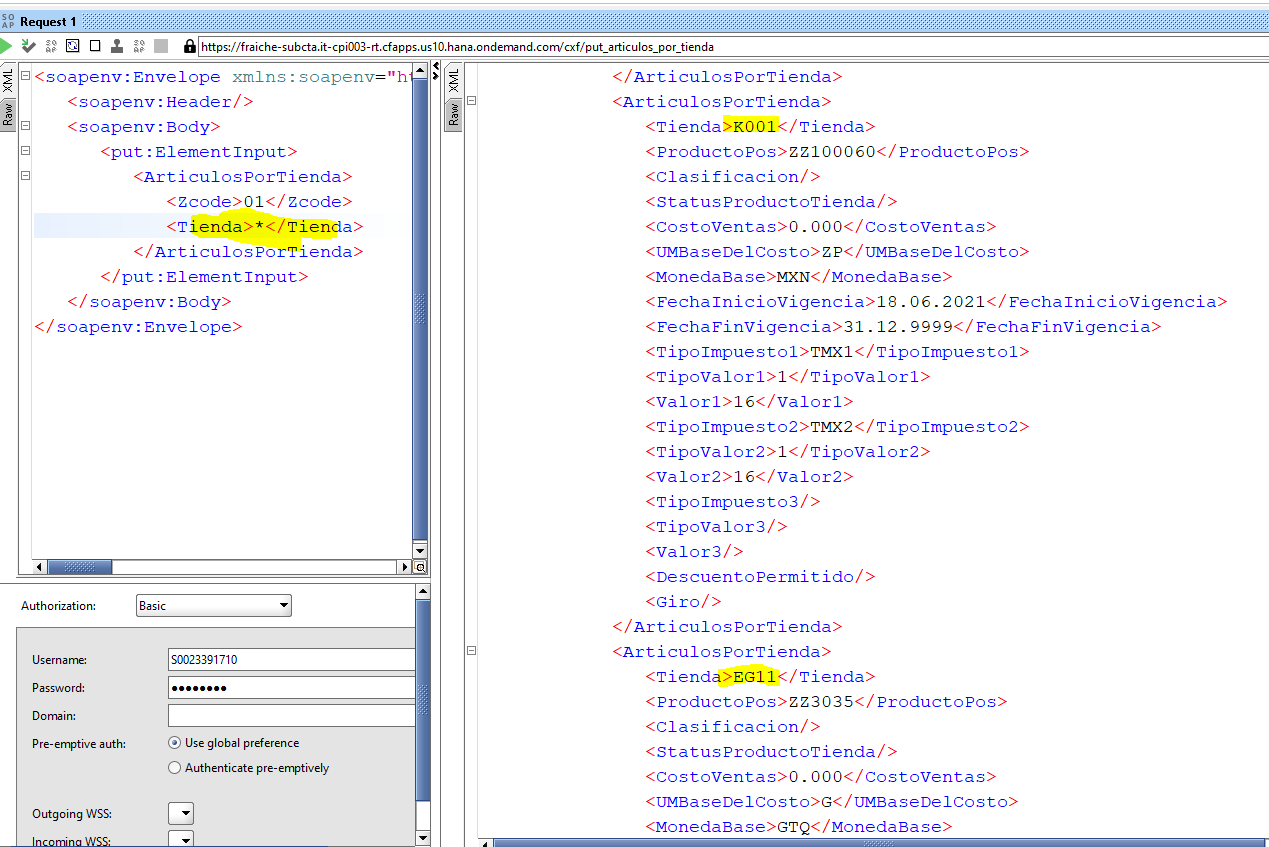 SOAP Request 1
https://fraiche-subcta.it-cpi003-rt.cfapps.us10.hana.ondemand.com/cxf/put_articulos_por_tienda
XML
Raw
<soapenv:Envelope xmlns:soapenv="ht
<soapenv:Header/>
<soapenv:Body>
<put:ElementInput>
<ArticulosPorTienda>
<Zcode>01</Zcode>
<Tienda>*</Tienda>
</ArticulosPorTienda>
</put:ElementInput>
</soapenv:Body>
</soapenv:Envelope>
Authorization: Basic
Username: S0023391710
Password: ••••••••
Domain:
Pre-emptive auth: Use global preference
Authenticate pre-emptively
Outgoing WSS:
Incoming WSS:
XML
Raw
</ArticulosPorTienda>
<ArticulosPorTienda>
<Tienda>K001</Tienda>
<ProductoPos>ZZ100060</ProductoPos>
<Clasificacion/>
<StatusProductoTienda/>
<CostoVentas>0.000</CostoVentas>
<UMBaseDelCosto>ZP</UMBaseDelCosto>
<MonedaBase>MXN</MonedaBase>
<FechaInicioVigencia>18.06.2021</FechaInicioVigencia>
<FechaFinVigencia>31.12.9999</FechaFinVigencia>
<TipoImpuesto1>TMX1</TipoImpuesto1>
<TipoValor1>1</TipoValor1>
<Valor1>16</Valor1>
<TipoImpuesto2>TMX2</TipoImpuesto2>
<TipoValor2>1</TipoValor2>
<Valor2>16</Valor2>
<TipoImpuesto3/>
<TipoValor3/>
<Valor3/>
<DescuentoPermitido/>
<Giro/>
</ArticulosPorTienda>
<ArticulosPorTienda>
<Tienda>EG11</Tienda>
<ProductoPos>ZZ3035</ProductoPos>
<Clasificacion/>
<StatusProductoTienda/>
<CostoVentas>0.000</CostoVentas>
<UMBaseDelCosto>G</UMBaseDelCosto>
<MonedaBase>GTQ</MonedaBase>